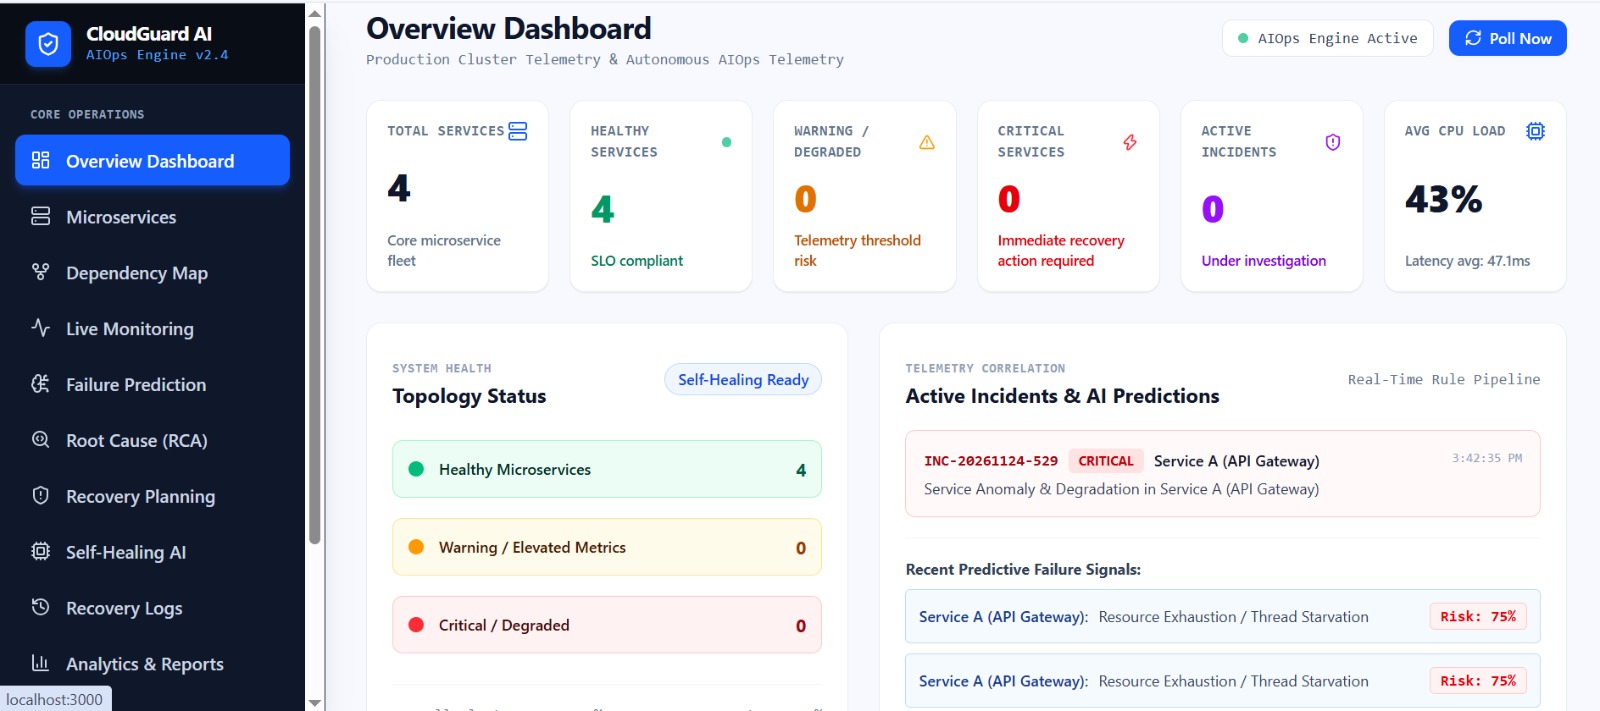 CloudGuard AI
AIOps Engine v2.4
CORE OPERATIONS
Overview Dashboard
Microservices
Dependency Map
Live Monitoring
Failure Prediction
Root Cause (RCA)
Recovery Planning
Self-Healing AI
Recovery Logs
Analytics & Reports
localhost:3000
Overview Dashboard
Production Cluster Telemetry & Autonomous AIOps Telemetry
AIOps Engine Active
Poll Now
TOTAL SERVICES
4
Core microservice
fleet
HEALTHY
SERVICES
4
SLO compliant
WARNING /
DEGRADED
0
Telemetry threshold
risk
CRITICAL
SERVICES
0
Immediate recovery
action required
ACTIVE
INCIDENTS
0
Under investigation
AVG CPU LOAD
43%
Latency avg: 47.1ms
SYSTEM HEALTH
Topology Status
Self-Healing Ready
Healthy Microservices 4
Warning / Elevated Metrics 0
Critical / Degraded 0
TELEMETRY CORRELATION
Active Incidents & AI Predictions
Real-Time Rule Pipeline
INC-20261124-529 CRITICAL Service A (API Gateway) 3:42:35 PM
Service Anomaly & Degradation in Service A (API Gateway)
Recent Predictive Failure Signals:
Service A (API Gateway): Resource Exhaustion / Thread Starvation Risk: 75%
Service A (API Gateway): Resource Exhaustion / Thread Starvation Risk: 75%